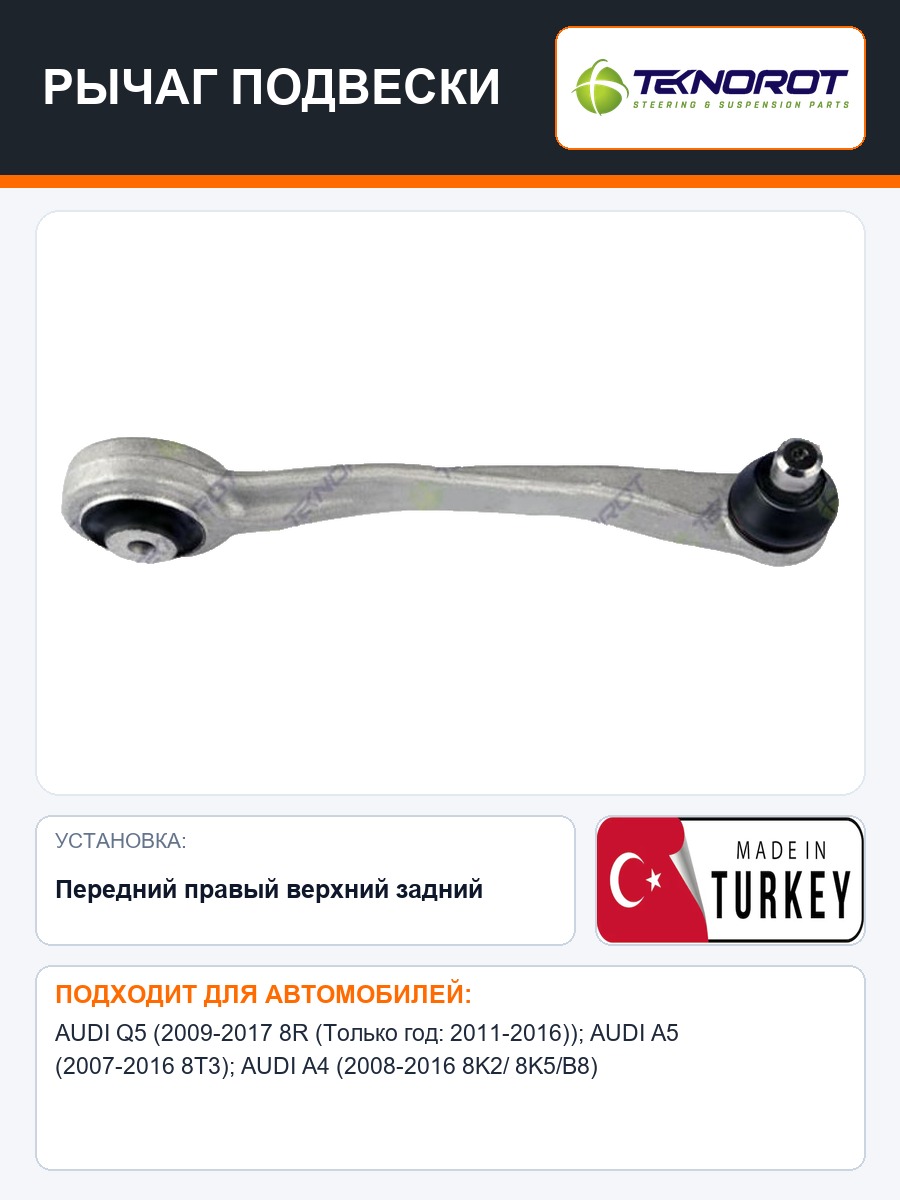 РЫЧАГ ПОДВЕСКИ
TEKNOROT
STEERING & SUSPENSION PARTS
TEKNOROT
TEKNOROT
УСТАНОВКА:
Передний правый верхний задний
MADE IN
TURKEY
ПОДХОДИТ ДЛЯ АВТОМОБИЛЕЙ:
AUDI Q5 (2009-2017 8R (Только год: 2011-2016)); AUDI A5
(2007-2016 8T3); AUDI A4 (2008-2016 8K2/ 8K5/B8)